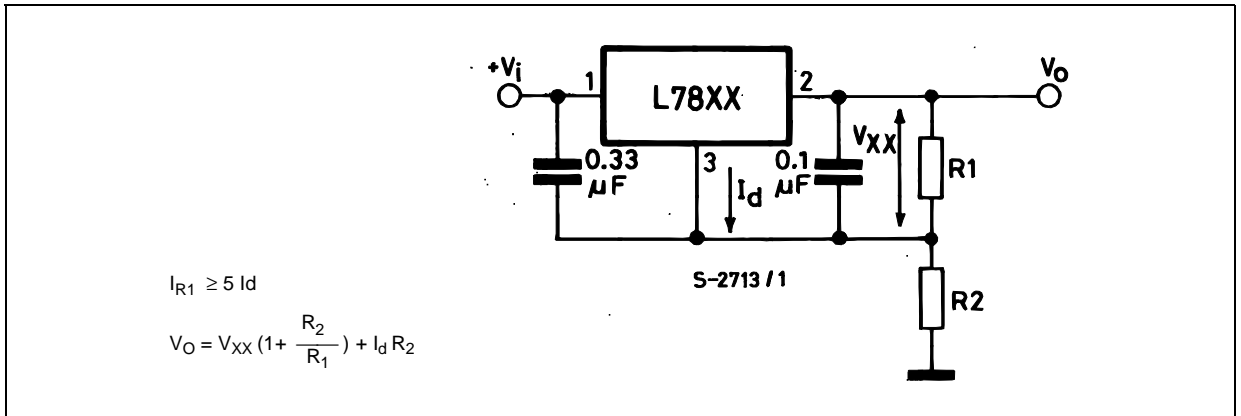 +Vi
1
L78XX
2
VO
0.33
μF
3
Id
0.1
μF
VXX
R1
S-2713/1
R2
IR1 ≥ 5 Id
VO = VXX (1+ R2/R1) + Id R2